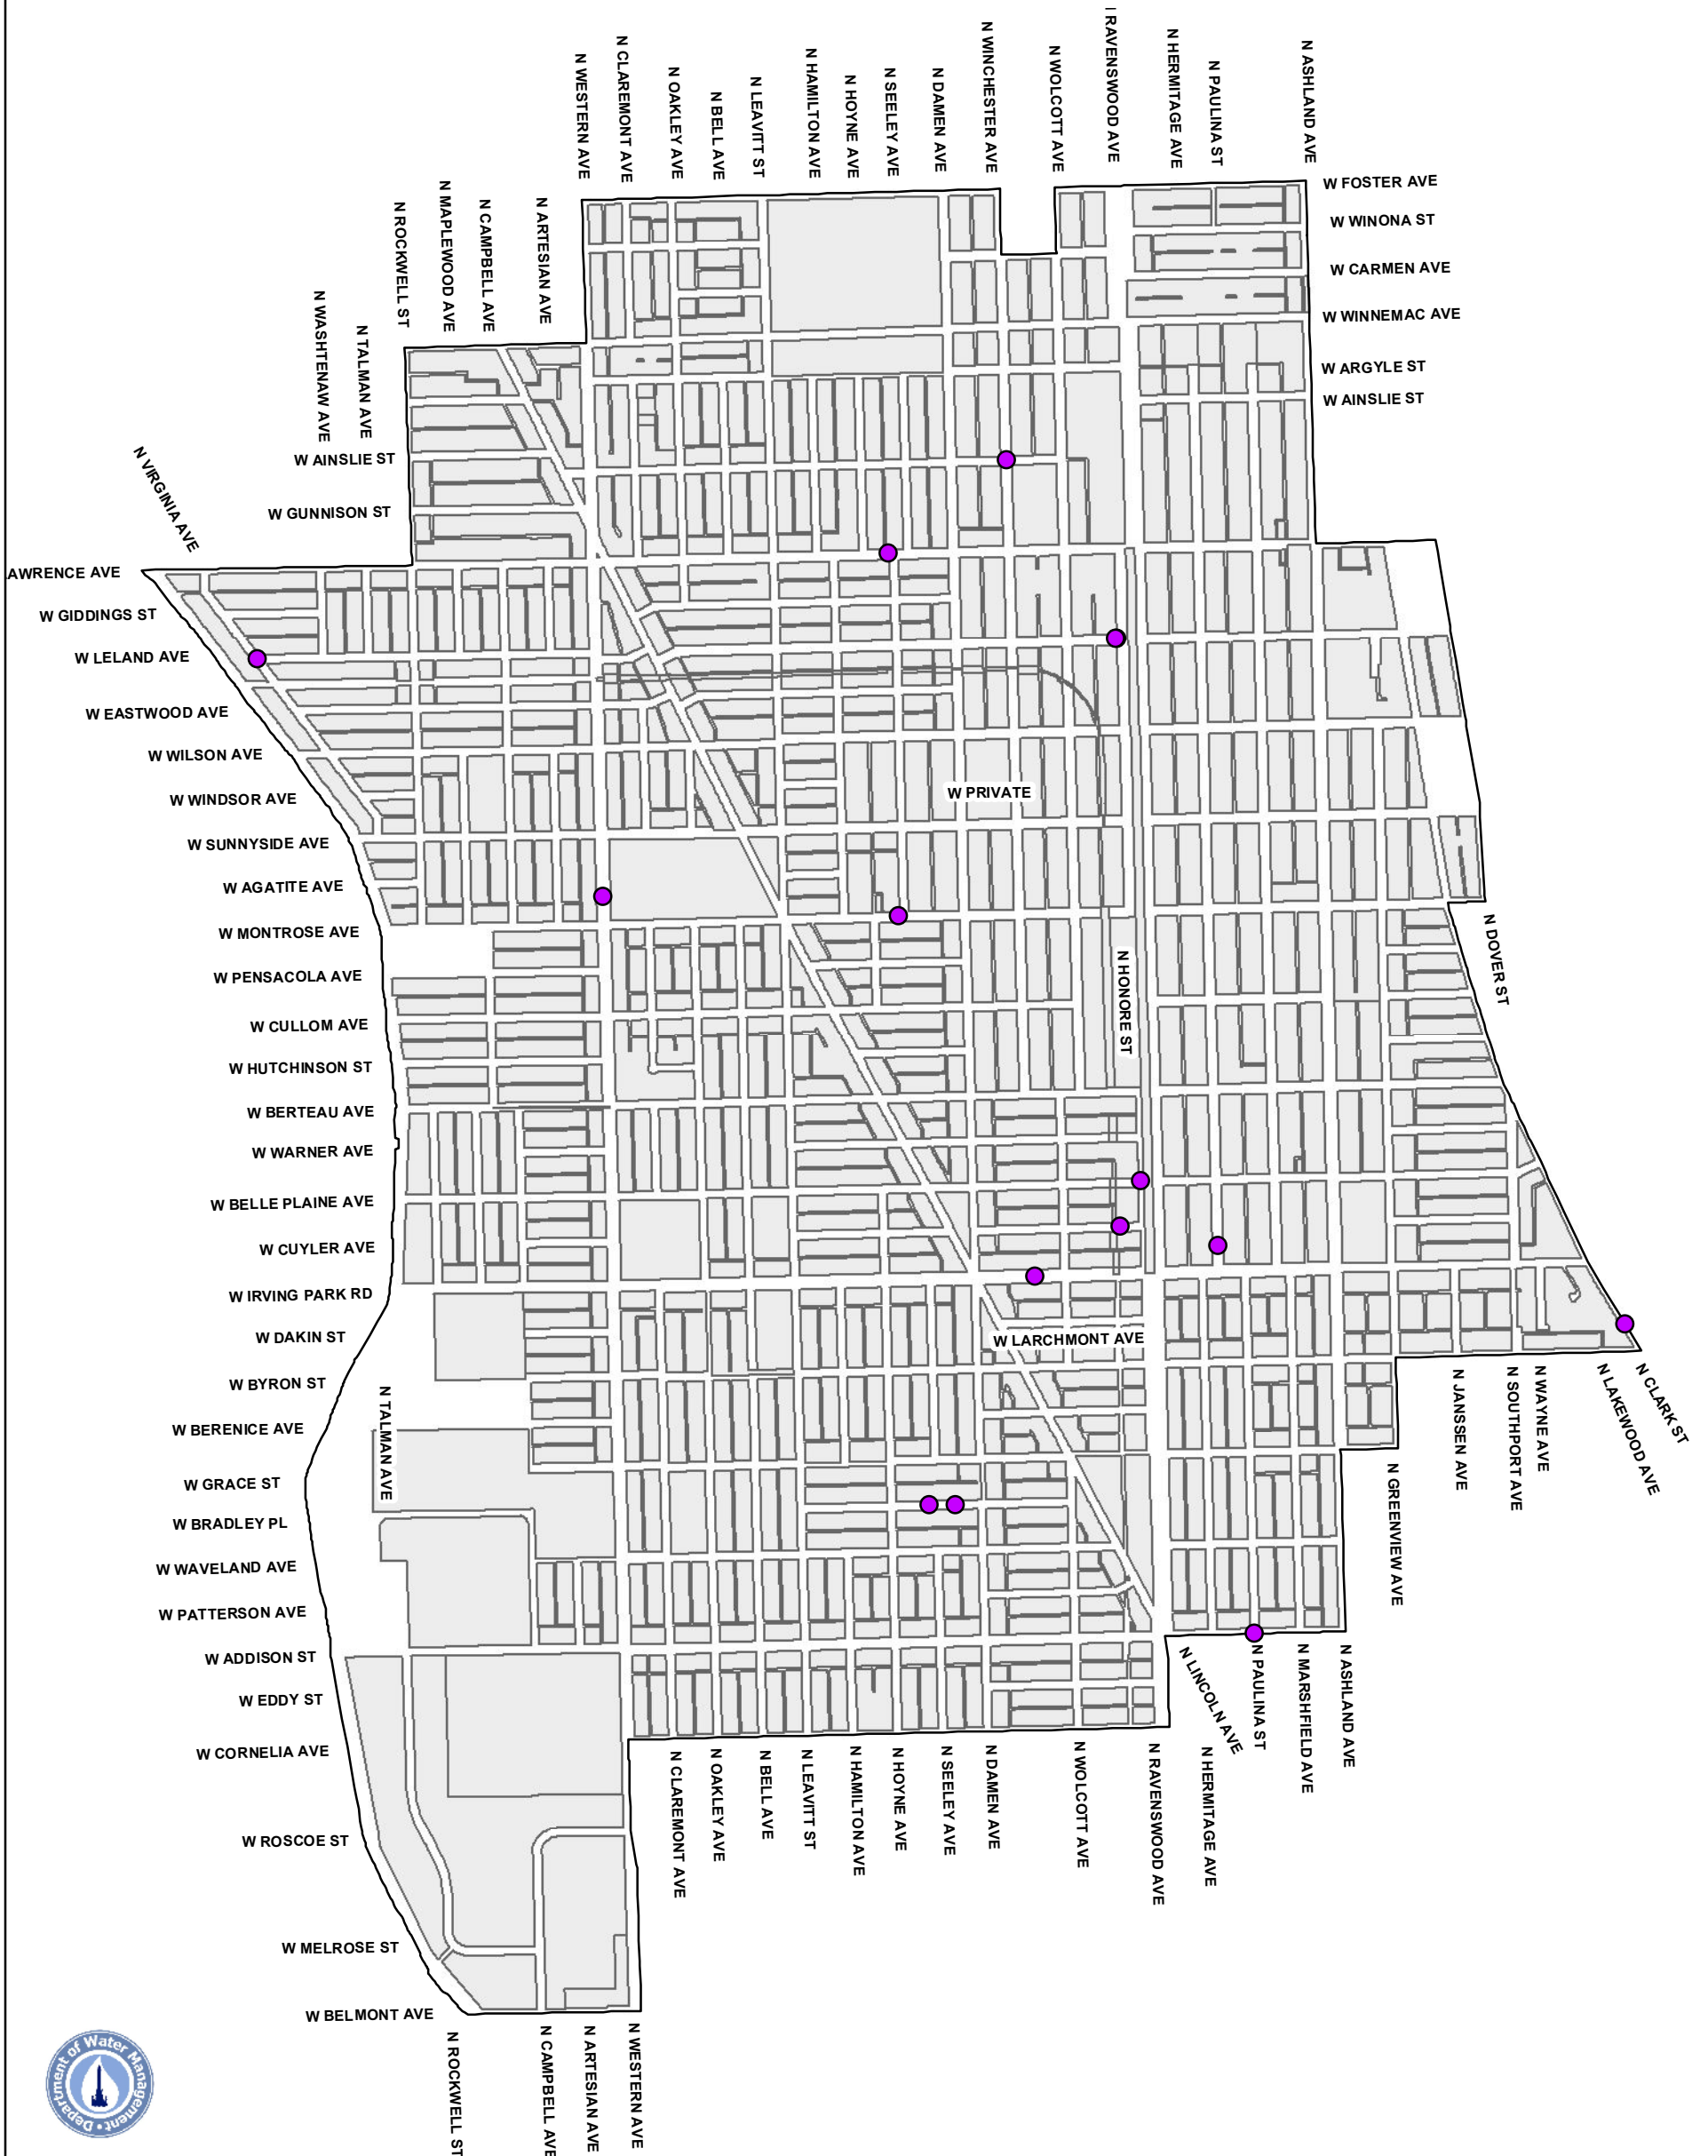 N WESTERN AVE
N CLAREMONT AVE
N OAKLEY AVE
N BELL AVE
N LEAVITT ST
N HAMILTON AVE
N HOYNE AVE
N SEELEY AVE
N DAMEN AVE
N WINCHESTER AVE
N WOLCOTT AVE
RAVENSWOOD AVE
N HERMITAGE AVE
N PAULINA ST
N ASHLAND AVE
W FOSTER AVE
W WINONA ST
W CARMEN AVE
W WINNEMAC AVE
W ARGYLE ST
W AINSLIE ST
N WASHTENAW AVE
N TALMAN AVE
N ROCKWELL ST
N MAPLEWOOD AVE
N CAMPBELL AVE
N ARTESIAN AVE
W AINSLIE ST
N VIRGINIA AVE
W GUNNISON ST
AWRENCE AVE
W GIDDINGS ST
W LELAND AVE
W EASTWOOD AVE
W WILSON AVE
W PRIVATE
W WINDSOR AVE
W SUNNYSIDE AVE
W AGATITE AVE
W MONTROSE AVE
N DOVER ST
W PENSACOLA AVE
N HONORE ST
W CULLOM AVE
W HUTCHINSON ST
W BERTEAU AVE
W WARNER AVE
W BELLE PLAINE AVE
W CUYLER AVE
W IRVING PARK RD
W DAKIN ST
W LARCHMONT AVE
W BYRON ST
N TALMAN AVE
W BERENICE AVE
W GRACE ST
W BRADLEY PL
W WAVELAND AVE
W PATTERSON AVE
W ADDISON ST
W EDDY ST
W CORNELIA AVE
W ROSCOE ST
W MELROSE ST
W BELMONT AVE
N GREENVIEW AVE
N JANSSEN AVE
N SOUTHPORT AVE
N WAYNE AVE
N LAKEWOOD AVE
N CLARK ST
N LINCOLN AVE
N PAULINA ST
N MARSHFIELD AVE
N ASHLAND AVE
N CLAREMONT AVE
N OAKLEY AVE
N BELL AVE
N LEAVITT ST
N HAMILTON AVE
N HOYNE AVE
N SEELEY AVE
N DAMEN AVE
N WOLCOTT AVE
N RAVENSWOOD AVE
N HERMITAGE AVE
N ROCKWELL ST
N CAMPBELL AVE
N ARTESIAN AVE
N WESTERN AVE
Department of Water Management •